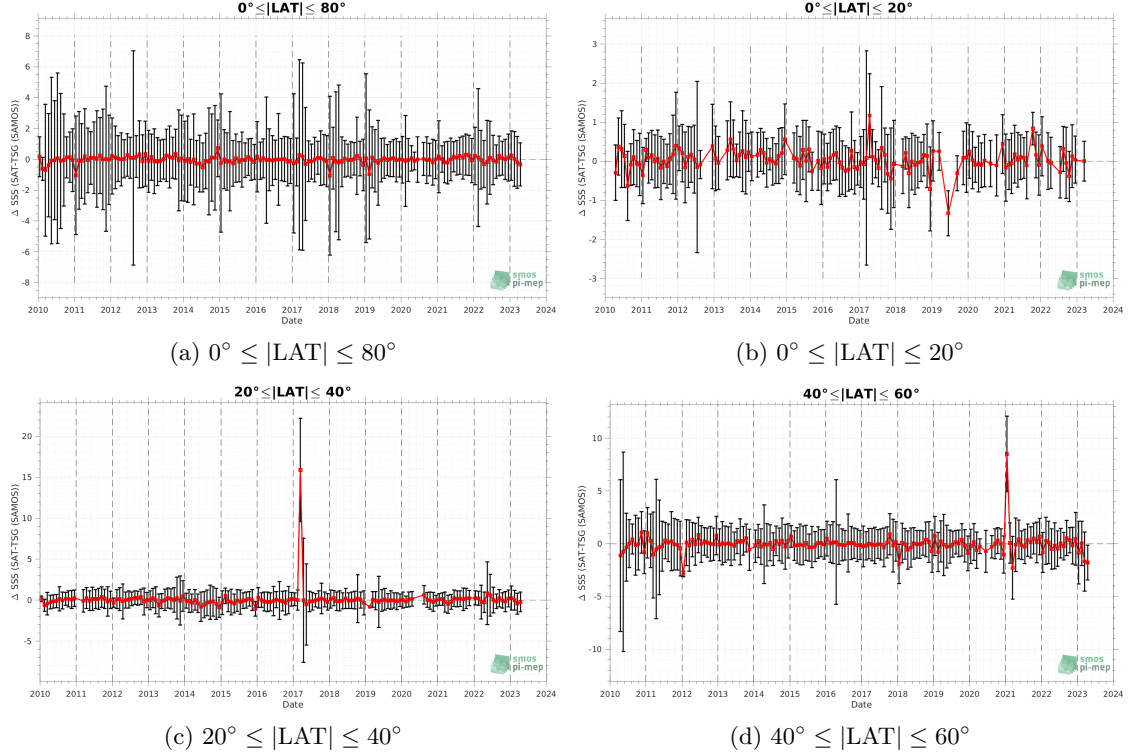 0°≤|LAT|≤ 80°
Δ SSS (SAT-TSG (SAMOS))
8
6
4
2
0
-2
-4
-6
-8
2010 2011 2012 2013 2014 2015 2016 2017 2018 2019 2020 2021 2022 2023 2024
Date
smos
pi-mep
(a) 0° ≤ |LAT| ≤ 80°
0°≤|LAT|≤ 20°
Δ SSS (SAT-TSG (SAMOS))
3
2
1
0
-1
-2
-3
2010 2011 2012 2013 2014 2015 2016 2017 2018 2019 2020 2021 2022 2023 2024
Date
smos
pi-mep
(b) 0° ≤ |LAT| ≤ 20°
20°≤|LAT|≤ 40°
Δ SSS (SAT-TSG (SAMOS))
20
15
10
5
0
-5
2010 2011 2012 2013 2014 2015 2016 2017 2018 2019 2020 2021 2022 2023 2024
Date
smos
pi-mep
(c) 20° ≤ |LAT| ≤ 40°
40°≤|LAT|≤ 60°
Δ SSS (SAT-TSG (SAMOS))
10
5
0
-5
-10
2010 2011 2012 2013 2014 2015 2016 2017 2018 2019 2020 2021 2022 2023 2024
Date
smos
pi-mep
(d) 40° ≤ |LAT| ≤ 60°